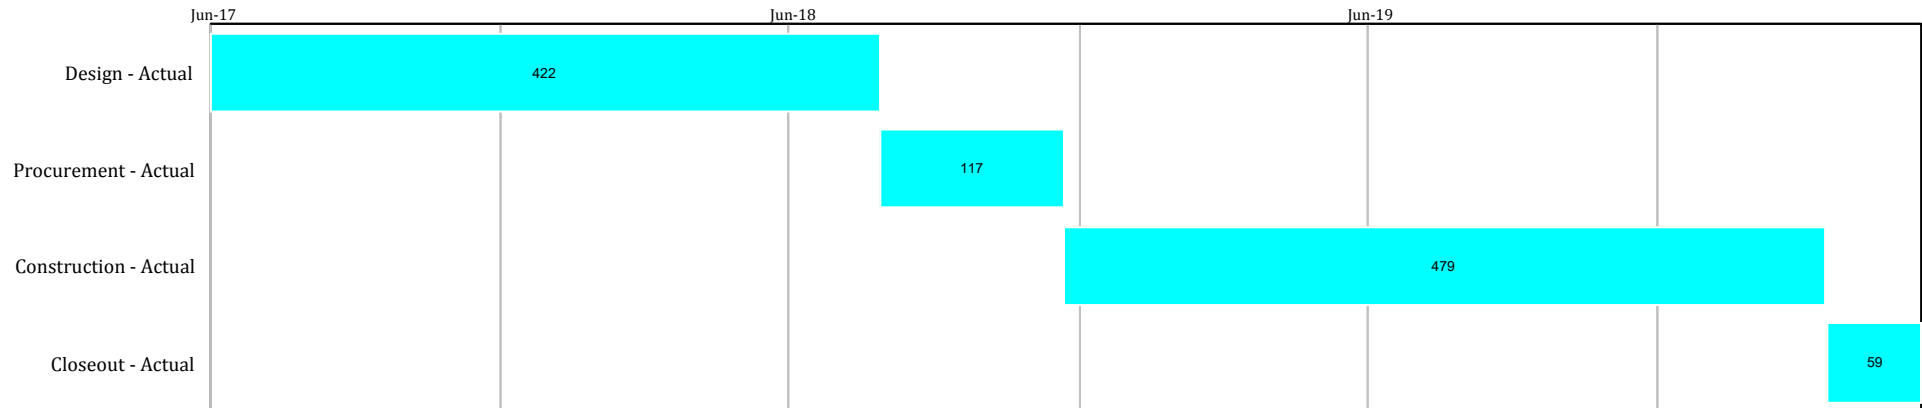 Jun-17 Jun-18 Jun-19
Design - Actual 422
Procurement - Actual 117
Construction - Actual 479
Closeout - Actual 59